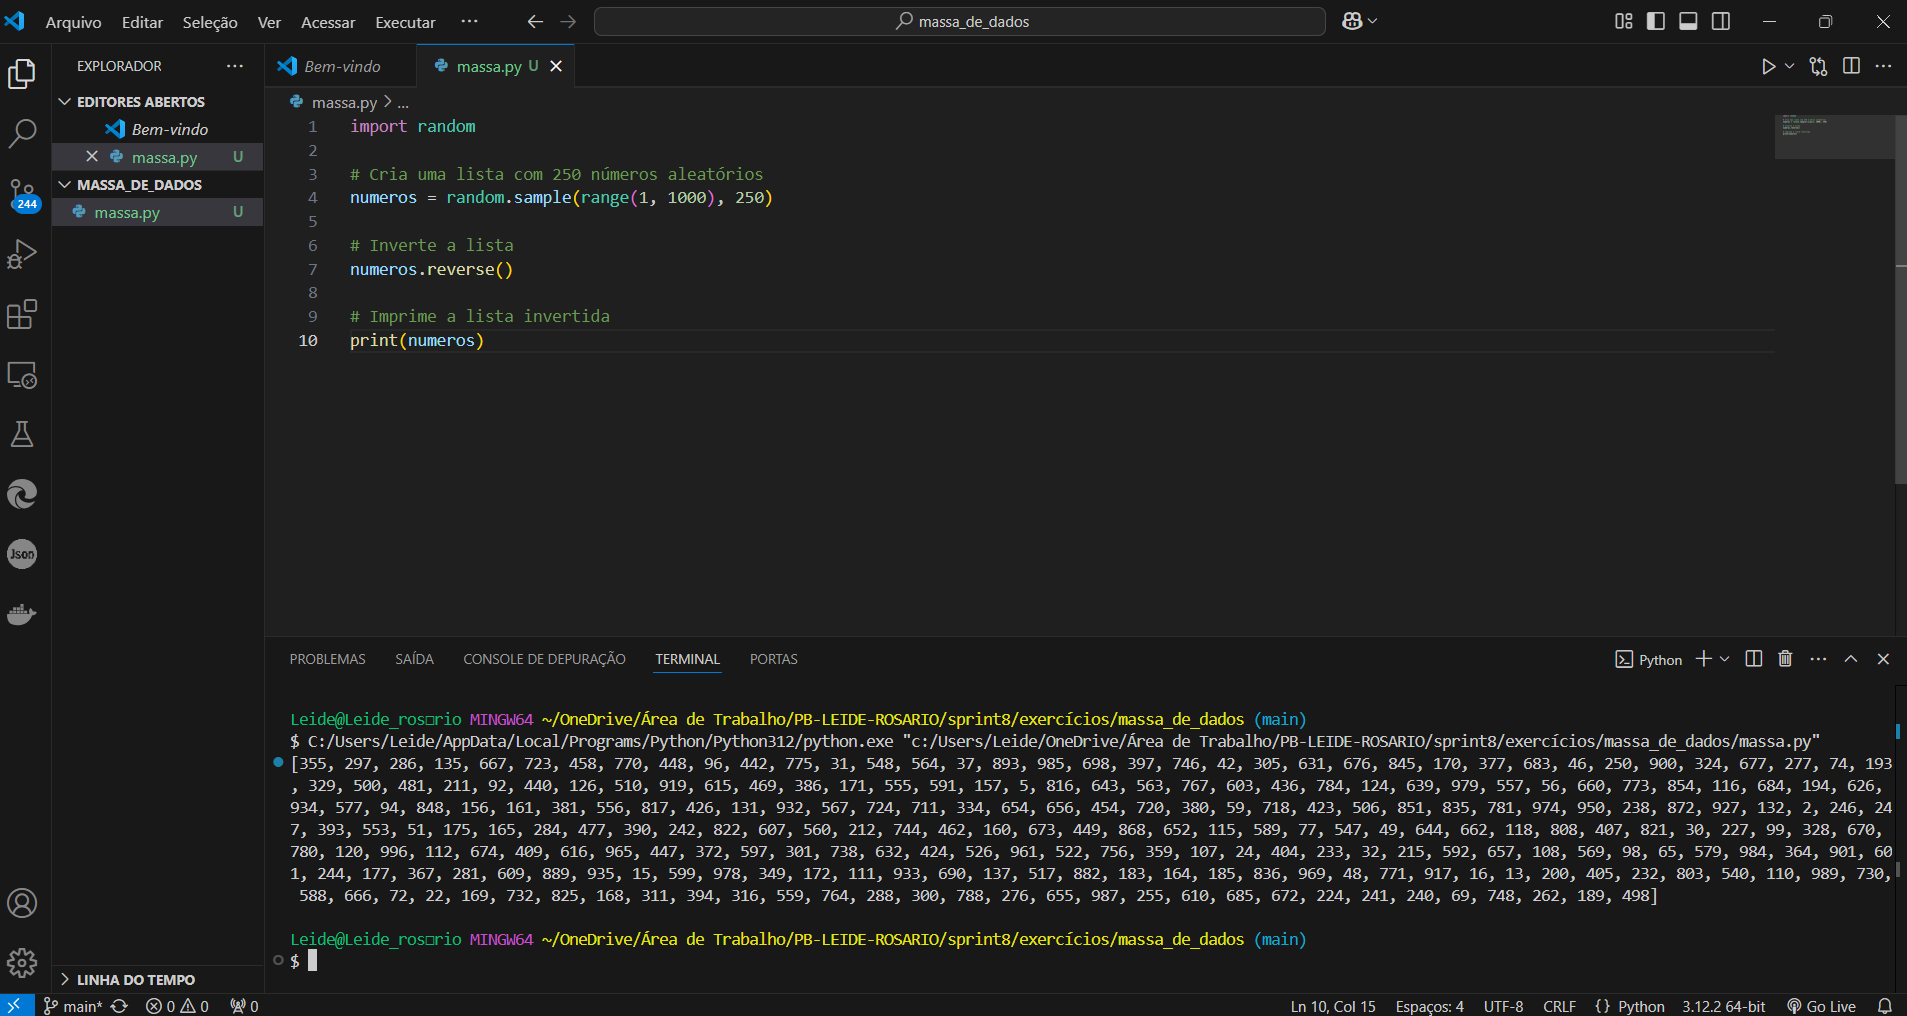 Arquivo Editar Seleção Ver Acessar Executar ··· massa_de_dados
EXPLORADOR ···
EDITORES ABERTOS
Bem-vindo
massa.py U
MASSA_DE_DADOS
massa.py U
244
Json
LINHA DO TEMPO
Bem-vindo massa.py U
massa.py > ...
1 import random
2
3 # Cria uma lista com 250 números aleatórios
4 numeros = random.sample(range(1, 1000), 250)
5
6 # Inverte a lista
7 numeros.reverse()
8
9 # Imprime a lista invertida
10 print(numeros)
PROBLEMAS SAÍDA CONSOLE DE DEPURAÇÃO TERMINAL PORTAS Python
Leide@Leide_ros□rio MINGW64 ~/OneDrive/Área de Trabalho/PB-LEIDE-ROSARIO/sprint8/exercícios/massa_de_dados (main)
$ C:/Users/Leide/AppData/Local/Programs/Python/Python312/python.exe "c:/Users/Leide/OneDrive/Área de Trabalho/PB-LEIDE-ROSARIO/sprint8/exercícios/massa_de_dados/massa.py"
[355, 297, 286, 135, 667, 723, 458, 770, 448, 96, 442, 775, 31, 548, 564, 37, 893, 985, 698, 397, 746, 42, 305, 631, 676, 845, 170, 377, 683, 46, 250, 900, 324, 677, 277, 74, 193
, 329, 500, 481, 211, 92, 440, 126, 510, 919, 615, 469, 386, 171, 555, 591, 157, 5, 816, 643, 563, 767, 603, 436, 784, 124, 639, 979, 557, 56, 660, 773, 854, 116, 684, 194, 626,
934, 577, 94, 848, 156, 161, 381, 556, 817, 426, 131, 932, 567, 724, 711, 334, 654, 656, 454, 720, 380, 59, 718, 423, 506, 851, 835, 781, 974, 950, 238, 872, 927, 132, 2, 246, 24
7, 393, 553, 51, 175, 165, 284, 477, 390, 242, 822, 607, 560, 212, 744, 462, 160, 673, 449, 868, 652, 115, 589, 77, 547, 49, 644, 662, 118, 808, 407, 821, 30, 227, 99, 328, 670,
780, 120, 996, 112, 674, 409, 616, 965, 447, 372, 597, 301, 738, 632, 424, 526, 961, 522, 756, 359, 107, 24, 404, 233, 32, 215, 592, 657, 108, 569, 98, 65, 579, 984, 364, 901, 60
1, 244, 177, 367, 281, 609, 889, 935, 15, 599, 978, 349, 172, 111, 933, 690, 137, 517, 882, 183, 164, 185, 836, 969, 48, 771, 917, 16, 13, 200, 405, 232, 803, 540, 110, 989, 730,
588, 666, 72, 22, 169, 732, 825, 168, 311, 394, 316, 559, 764, 288, 300, 788, 276, 655, 987, 255, 610, 685, 672, 224, 241, 240, 69, 748, 262, 189, 498]
Leide@Leide_ros□rio MINGW64 ~/OneDrive/Área de Trabalho/PB-LEIDE-ROSARIO/sprint8/exercícios/massa_de_dados (main)
$
main* 0 0 0 Ln 10, Col 15 Espaços: 4 UTF-8 CRLF {} Python 3.12.2 64-bit Go Live